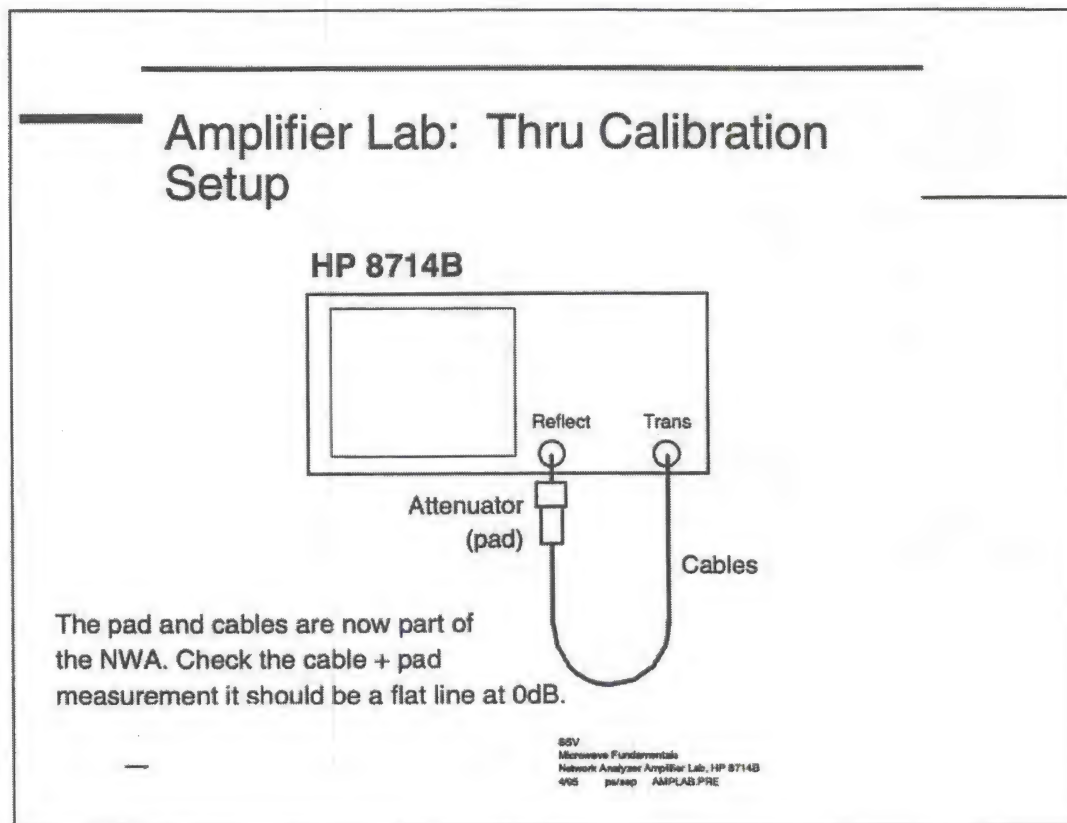 Amplifier Lab: Thru Calibration
Setup
HP 8714B
Reflect
Trans
Attenuator
(pad)
Cables
The pad and cables are now part of
the NWA. Check the cable + pad
measurement it should be a flat line at 0dB.
Microwave Fundamentals
Network Analyzer Amplifier Lab, HP 8714B
4/95 AMPLAB.PRE